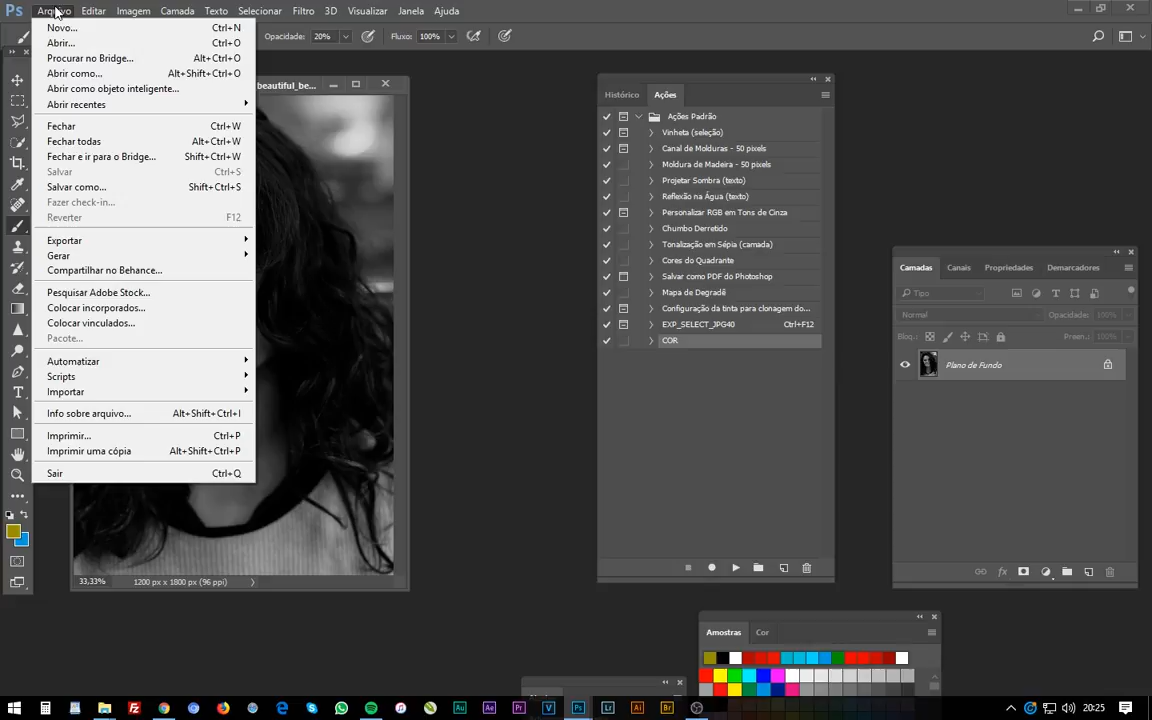 Ps Arquivo Editar Imagem Camada Texto Selecionar Filtro 3D Visualizar Janela Ajuda
Opacidade: 20% Fluxo: 100%
Novo... Ctrl+N
Abrir... Ctrl+O
Procurar no Bridge... Alt+Ctrl+O
Abrir como... Alt+Shift+Ctrl+O
Abrir como objeto inteligente...
Abrir recentes
Fechar Ctrl+W
Fechar todas Alt+Ctrl+W
Fechar e ir para o Bridge... Shift+Ctrl+W
Salvar Ctrl+S
Salvar como... Shift+Ctrl+S
Fazer check-in...
Reverter F12
Exportar
Gerar
Compartilhar no Behance...
Pesquisar Adobe Stock...
Colocar incorporados...
Colocar vinculados...
Pacote...
Automatizar
Scripts
Importar
Info sobre arquivo... Alt+Shift+Ctrl+I
Imprimir... Ctrl+P
Imprimir uma cópia Alt+Shift+Ctrl+P
Sair Ctrl+Q
beautiful_be...
33,33% 1200 px x 1800 px (96 ppi)
Histórico Ações
Ações Padrão
Vinheta (seleção)
Canal de Molduras - 50 pixels
Moldura de Madeira - 50 pixels
Projetar Sombra (texto)
Reflexão na Água (texto)
Personalizar RGB em Tons de Cinza
Chumbo Derretido
Tonalização em Sépia (camada)
Cores do Quadrante
Salvar como PDF do Photoshop
Mapa de Degradê
Configuração da tinta para clonagem do...
EXP_SELECT_JPG40 Ctrl+F12
COR
Camadas Canais Propriedades Demarcadores
Tipo
Normal Opacidade: 100%
Bloq.: Preen.: 100%
Plano de Fundo
fx
Amostras Cor
Au Ae Pr V Ps Lr Ai Br
20:25